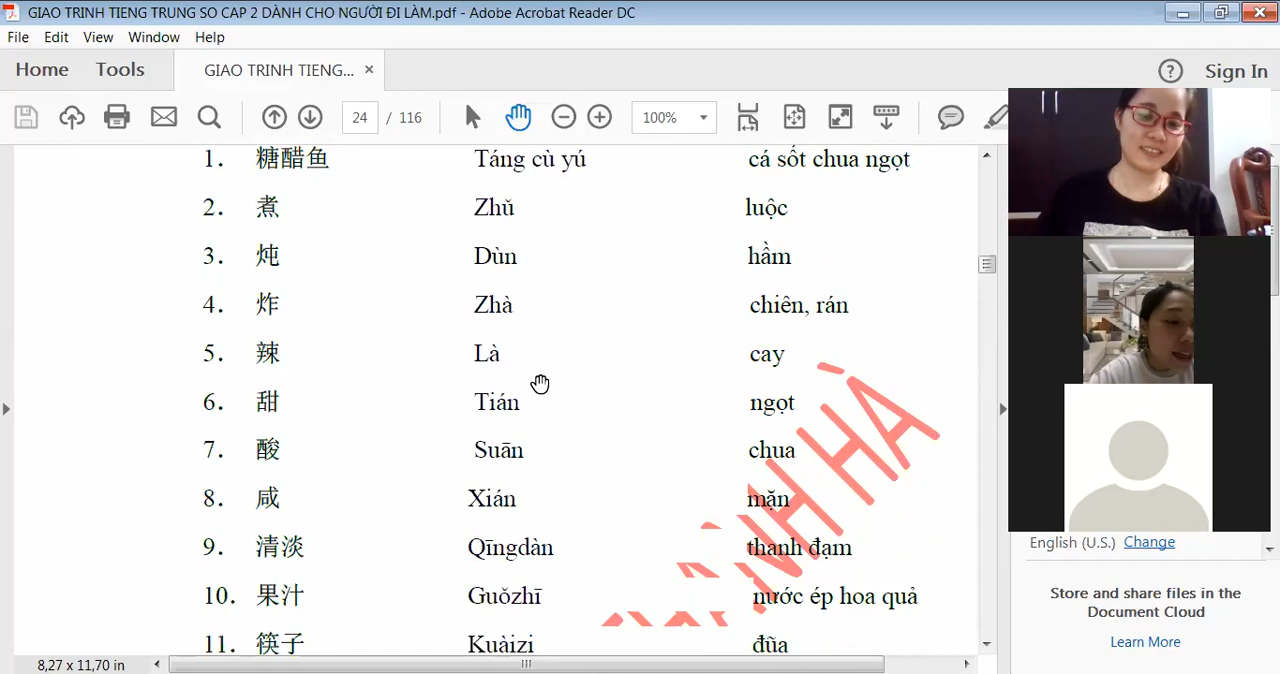 GIAO TRINH TIENG TRUNG SO CAP 2 DÀNH CHO NGƯỜI ĐI LÀM.pdf - Adobe Acrobat Reader DC
File Edit View Window Help
Home Tools GIAO TRINH TIENG... × ? Sign In
24 / 116 100%
1. 糖醋鱼 Táng cù yú cá sốt chua ngọt
2. 煮 Zhǔ luộc
3. 炖 Dùn hầm
4. 炸 Zhà chiên, rán
5. 辣 Là cay
6. 甜 Tián ngọt
7. 酸 Suān chua
8. 咸 Xián mặn
9. 清淡 Qīngdàn thanh đạm
10. 果汁 Guǒzhī nước ép hoa quả
11. 筷子 Kuàizi đũa
HÀ
8,27 x 11,70 in
English (U.S.) Change
Store and share files in the
Document Cloud
Learn More